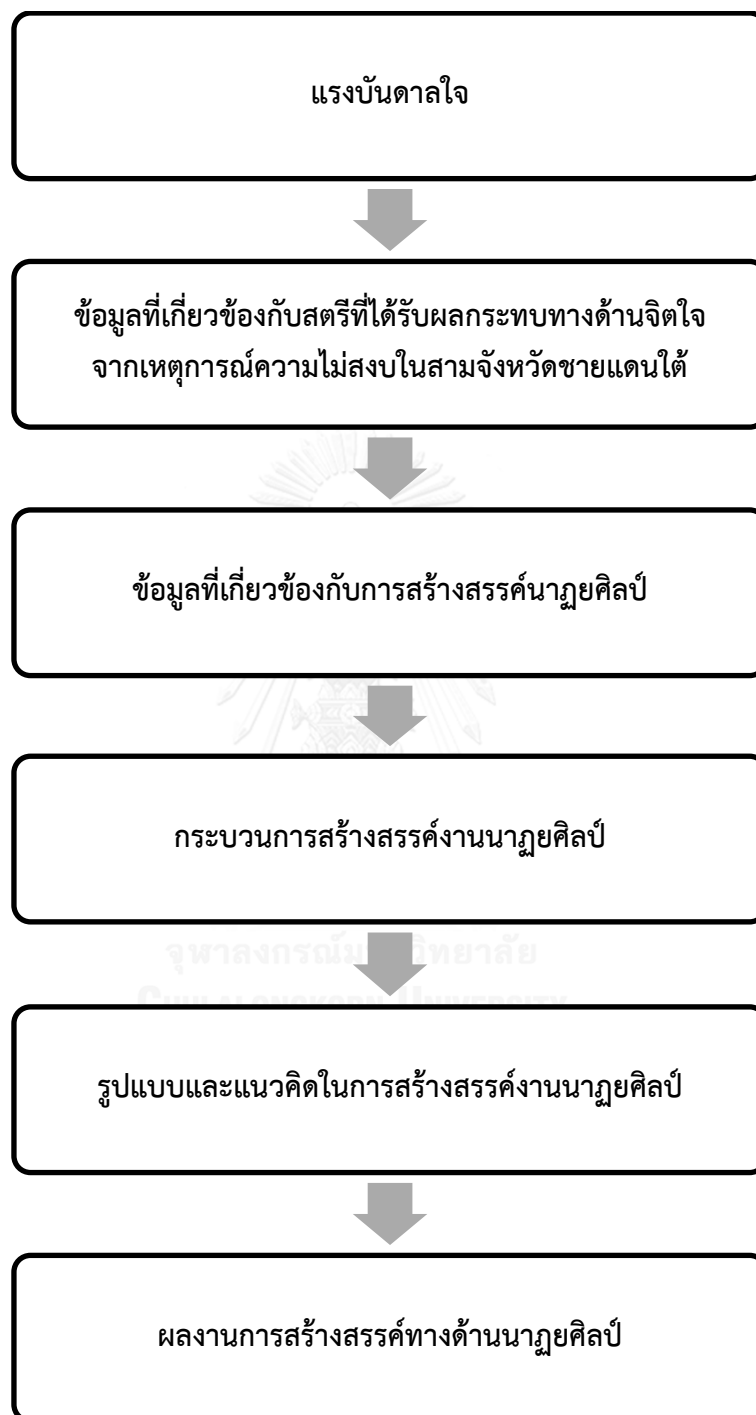 แรงบันดาลใจ
ข้อมูลที่เกี่ยวข้องกับสตรีที่ได้รับผลกระทบทางด้านจิตใจ
จากเหตุการณ์ความไม่สงบในสามจังหวัดชายแดนใต้
ข้อมูลที่เกี่ยวข้องกับการสร้างสรรค์นาฏยศิลป์
กระบวนการสร้างสรรค์งานนาฏยศิลป์
รูปแบบและแนวคิดในการสร้างสรรค์งานนาฏยศิลป์
ผลงานการสร้างสรรค์ทางด้านนาฏยศิลป์